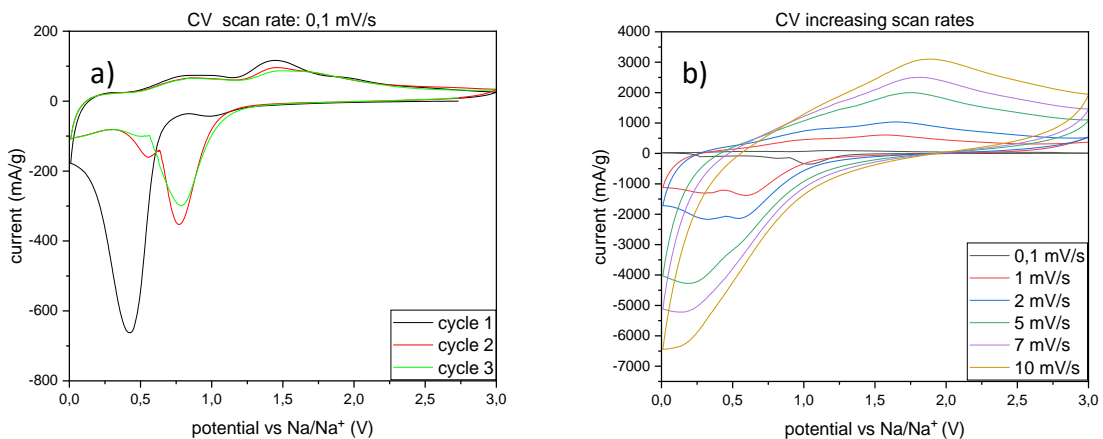 CV scan rate: 0,1 mV/s
a)
200
0
-200
-400
-600
-800
0,0
0,5
1,0
1,5
2,0
2,5
3,0
current (mA/g)
potential vs Na/Na⁺ (V)
cycle 1
cycle 2
cycle 3
CV increasing scan rates
b)
4000
3000
2000
1000
0
-1000
-2000
-3000
-4000
-5000
-6000
-7000
0,0
0,5
1,0
1,5
2,0
2,5
3,0
current (mA/g)
potential vs Na/Na⁺ (V)
0,1 mV/s
1 mV/s
2 mV/s
5 mV/s
7 mV/s
10 mV/s